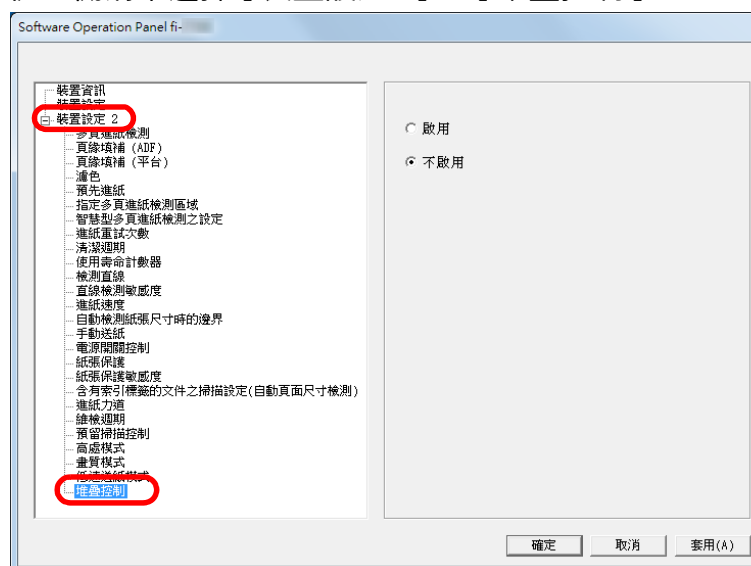 Software Operation Panel fi-
裝置資訊
裝置設定
裝置設定 2
多頁進紙檢測
頁緣填補 (ADF)
頁緣填補 (平台)
濾色
預先進紙
指定多頁進紙檢測區域
智慧型多頁進紙檢測之設定
進紙重試次數
清潔週期
使用壽命計數器
檢測直線
直線檢測敏感度
進紙速度
自動檢測紙張尺寸時的邊界
手動送紙
電源開關控制
紙張保護
紙張保護敏感度
含有索引標籤的文件之掃描設定(自動頁面尺寸檢測)
進紙力道
維檢週期
預留掃描控制
高處模式
畫質模式
低速送紙模式
堆疊控制
啟用
不啟用
確定
取消
套用(A)